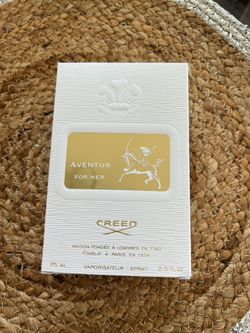 AVENTUS
FOR HER
CREED
MAISON FONDÉE À LONDRES EN 1760
ÉTABLIE À PARIS EN 1854
75 ML VAPORISATEUR - SPRAY 2.5 FL.OZ